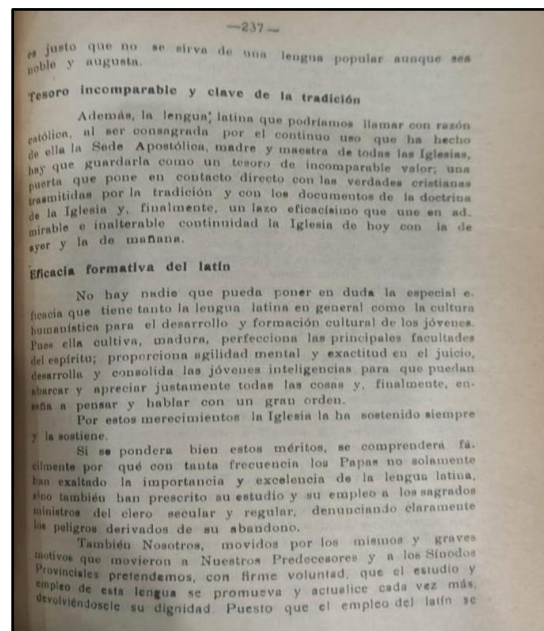 —237—
es justo que no se sirva de una lengua popular aunque sea
noble y augusta.
Tesoro incomparable y clave de la tradición
Además, la lengua latina que podríamos llamar con razón
católica, al ser consagrada por el continuo uso que ha hecho
de ella la Sede Apostólica, madre y maestra de todas las Iglesias,
hay que guardarla como un tesoro de incomparable valor; una
puerta que pone en contacto directo con las verdades cristianas
trasmitidas por la tradición y con los documentos de la doctrina
de la Iglesia y, finalmente, un lazo eficacísimo que une en ad.
mirable e inalterable continuidad la Iglesia de hoy con la de
ayer y la de mañana.
Eficacia formativa del latín
No hay nadie que pueda poner en duda la especial e.
ficacia que tiene tanto la lengua latina en general como la cultura
humanística para el desarrollo y formación cultural de los jóvenes.
Pues ella cultiva, madura, perfecciona las principales facultades
del espíritu; proporciona agilidad mental y exactitud en el juicio,
desarrolla y consolida las jóvenes inteligencias para que puedan
abarcar y apreciar justamente todas las cosas y, finalmente, en-
seña a pensar y hablar con un gran orden.
Por estos merecimientos la Iglesia la ha sostenido siempre
y la sostiene.
Si se pondera bien estos méritos, se comprenderá fá.
cilmente por qué con tanta frecuencia los Papas no solamente
han exaltado la importancia y excelencia de la lengua latina,
sino también han prescrito su estudio y su empleo a los sagrados
ministros del clero secular y regular, denunciando claramente
los peligros derivados de su abandono.
También Nosotros, movidos por los mismos y graves
motivos que movieron a Nuestros Predecesores y a los Sínodos
Provinciales pretendemos, con firme voluntad, que el estudio y
empleo de esta lengua se promueva y actualice cada vez más,
devolviéndosele su dignidad. Puesto que el empleo del latín se